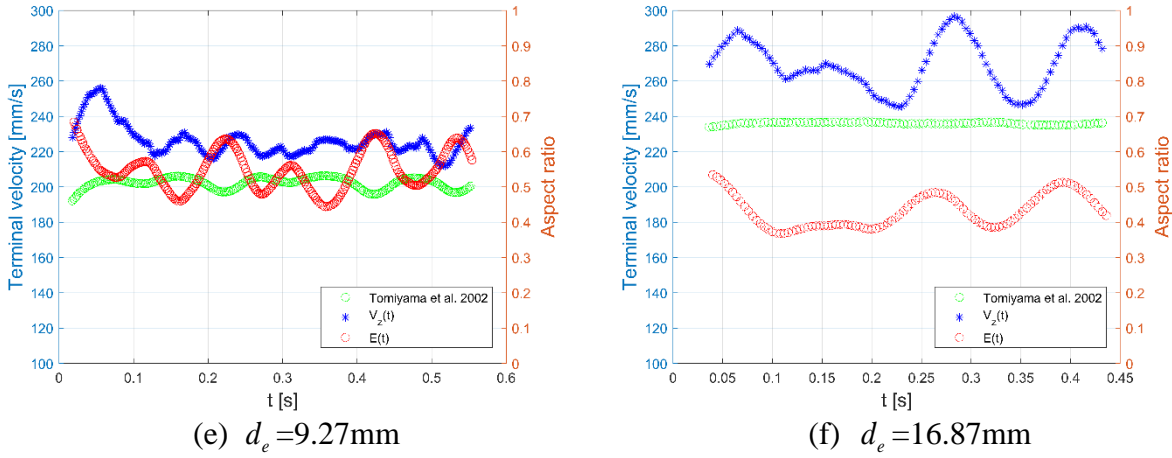 300
280
260
240
220
200
180
160
140
120
100
Terminal velocity [mm/s]
1
0.9
0.8
0.7
0.6
0.5
0.4
0.3
0.2
0.1
0
Aspect ratio
Tomiyama et al. 2002
V_z(t)
E(t)
0 0.1 0.2 0.3 0.4 0.5 0.6
t [s]
(e) d_e =9.27mm
300
280
260
240
220
200
180
160
140
120
100
Terminal velocity [mm/s]
1
0.9
0.8
0.7
0.6
0.5
0.4
0.3
0.2
0.1
0
Aspect ratio
Tomiyama et al. 2002
V_z(t)
E(t)
0 0.05 0.1 0.15 0.2 0.25 0.3 0.35 0.4 0.45
t [s]
(f) d_e =16.87mm